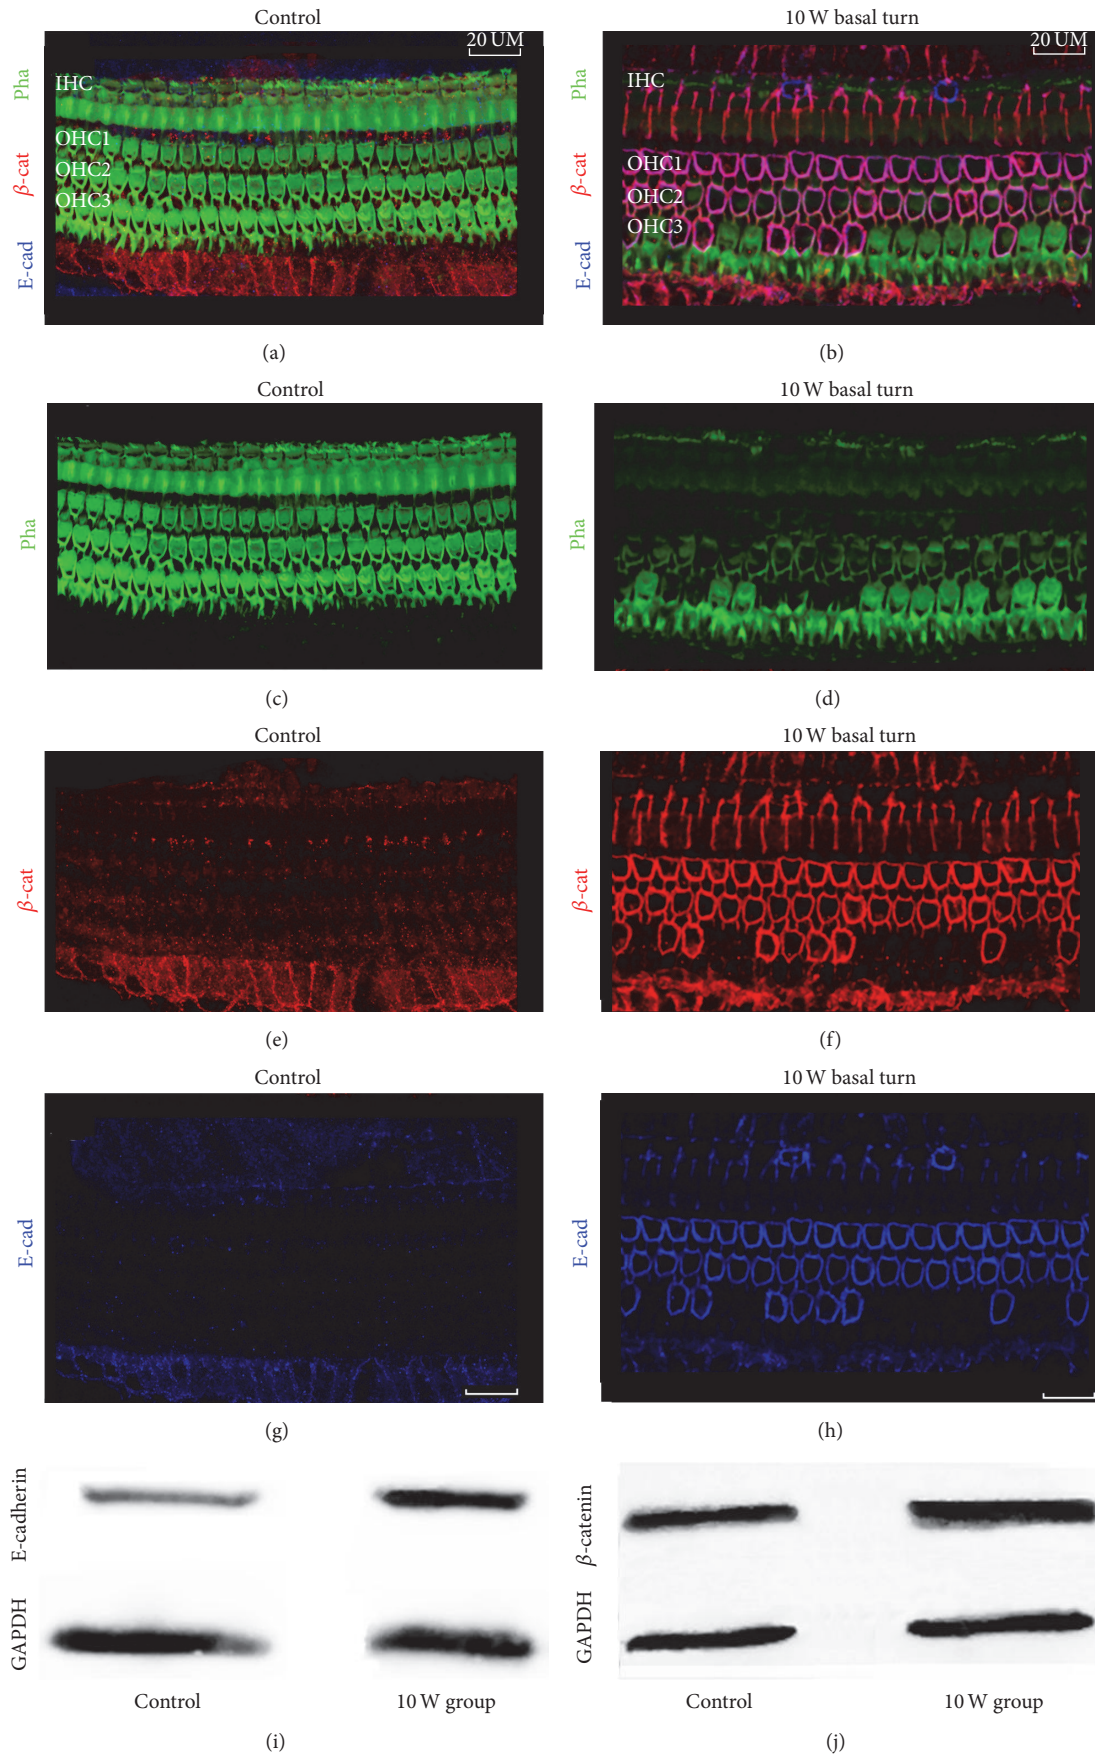 Control
10 W basal turn
Pha
β-cat
E-cad
20 UM
IHC
OHC1
OHC2
OHC3
Pha
β-cat
E-cad
20 UM
IHC
OHC1
OHC2
OHC3
(a)
(b)
Control
10 W basal turn
Pha
Pha
(c)
(d)
Control
10 W basal turn
β-cat
β-cat
(e)
(f)
Control
10 W basal turn
E-cad
E-cad
(g)
(h)
E-cadherin
GAPDH
Control
10 W group
β-catenin
GAPDH
Control
10 W group
(i)
(j)